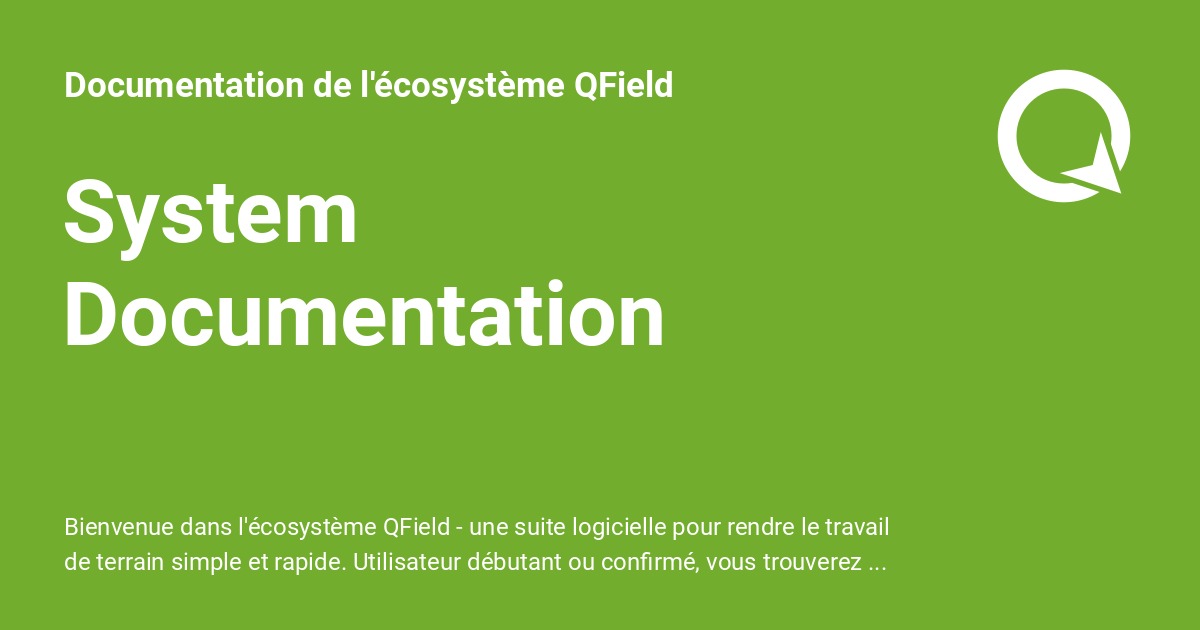 Documentation de l'écosystème QField
System
Documentation
Bienvenue dans l'écosystème QField - une suite logicielle pour rendre le travail
de terrain simple et rapide. Utilisateur débutant ou confirmé, vous trouverez ...